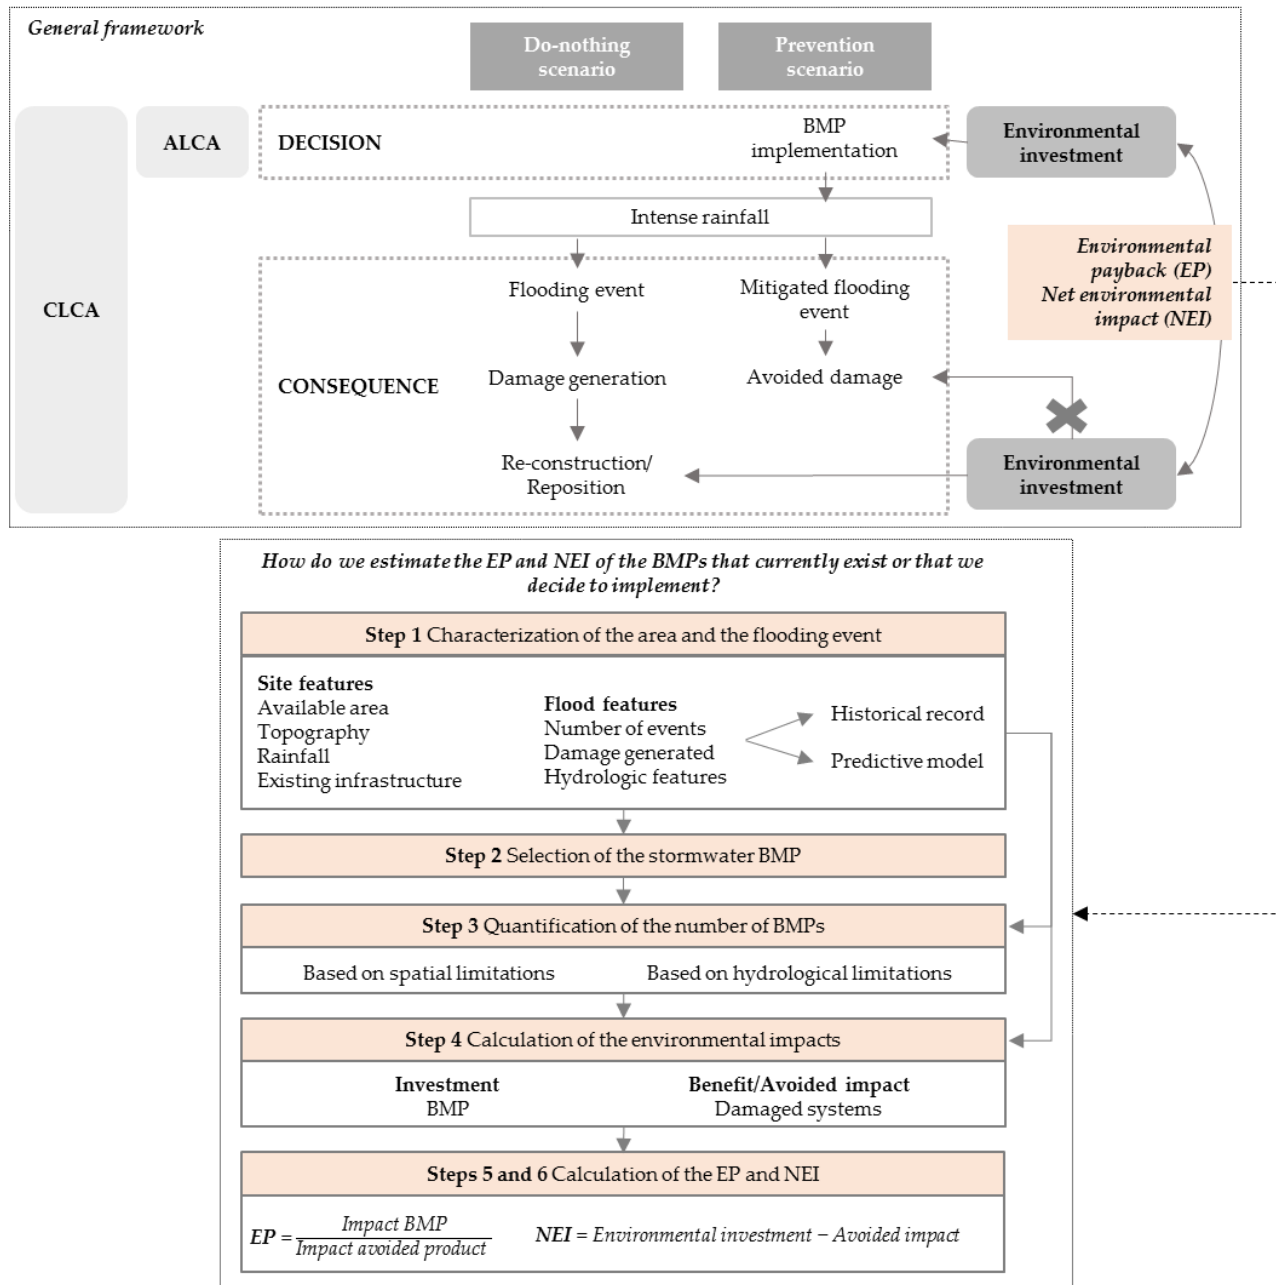 General framework
Do-nothing
scenario
Prevention
scenario
CLCA
ALCA
DECISION
BMP
implementation
Environmental
investment
Intense rainfall
Environmental
payback (EP)
Net environmental
impact (NEI)
CONSEQUENCE
Flooding event
Mitigated flooding
event
Damage generation
Avoided damage
Re-construction/
Reposition
Environmental
investment
How do we estimate the EP and NEI of the BMPs that currently exist or that we
decide to implement?
Step 1 Characterization of the area and the flooding event
Site features
Available area
Topography
Rainfall
Existing infrastructure
Flood features
Number of events
Damage generated
Hydrologic features
Historical record
Predictive model
Step 2 Selection of the stormwater BMP
Step 3 Quantification of the number of BMPs
Based on spatial limitations
Based on hydrological limitations
Step 4 Calculation of the environmental impacts
Investment
BMP
Benefit/Avoided impact
Damaged systems
Steps 5 and 6 Calculation of the EP and NEI
EP = Impact BMP / Impact avoided product
NEI = Environmental investment − Avoided impact